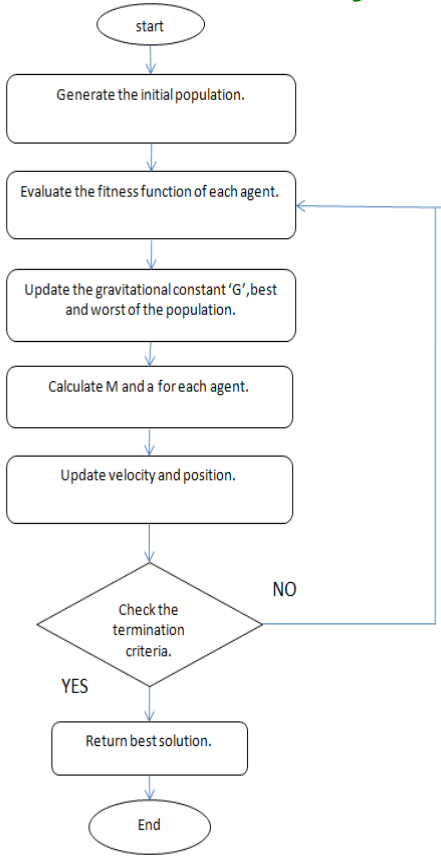 start
Generate the initial population.
Evaluate the fitness function of each agent.
Update the gravitational constant 'G',best
and worst of the population.
Calculate M and a for each agent.
Update velocity and position.
Check the
termination
criteria.
NO
YES
Return best solution.
End